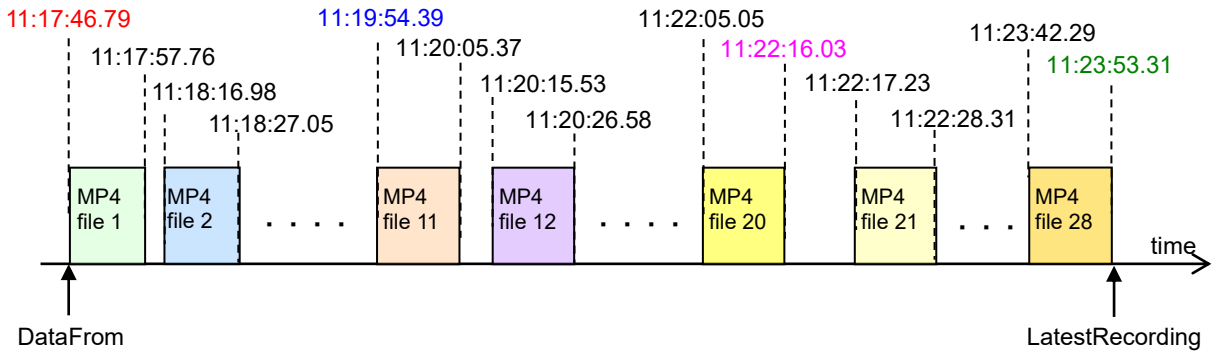 11:17:46.79
11:19:54.39
11:22:05.05
11:23:42.29
11:17:57.76
11:20:05.37
11:22:16.03
11:23:53.31
11:18:16.98
11:20:15.53
11:22:17.23
11:18:27.05
11:20:26.58
11:22:28.31
MP4
file 1
MP4
file 2
. . . .
MP4
file 11
MP4
file 12
. . . .
MP4
file 20
MP4
file 21
. . .
MP4
file 28
time
DataFrom
LatestRecording